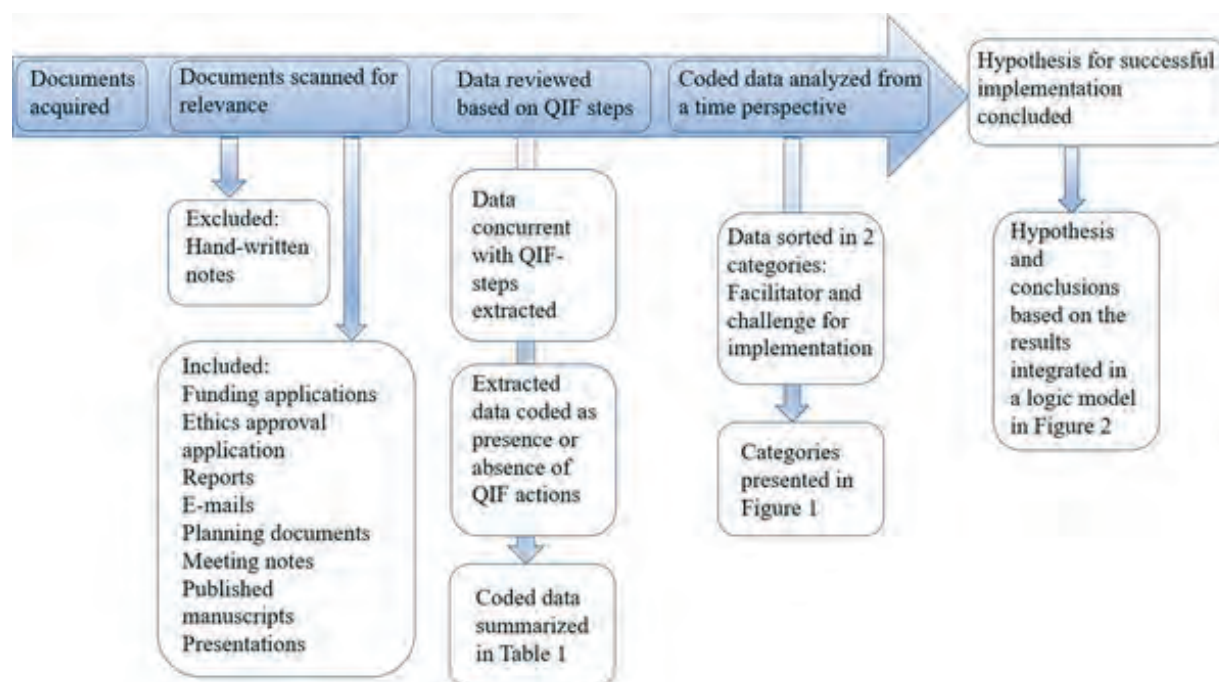 Documents
acquired
Documents scanned for
relevance
Data reviewed
based on QIF steps
Coded data analyzed from
a time perspective
Hypothesis for successful
implementation
concluded
Excluded:
Hand-written
notes
Included:
Funding applications
Ethics approval
application
Reports
E-mails
Planning documents
Meeting notes
Published
manuscripts
Presentations
Data
concurrent
with QIF-
steps
extracted
Extracted
data coded as
presence or
absence of
QIF actions
Coded data
summarized
in Table 1
Data sorted in 2
categories:
Facilitator and
challenge for
implementation
Categories
presented in
Figure 1
Hypothesis
and
conclusions
based on the
results
integrated in
a logic model
in Figure 2